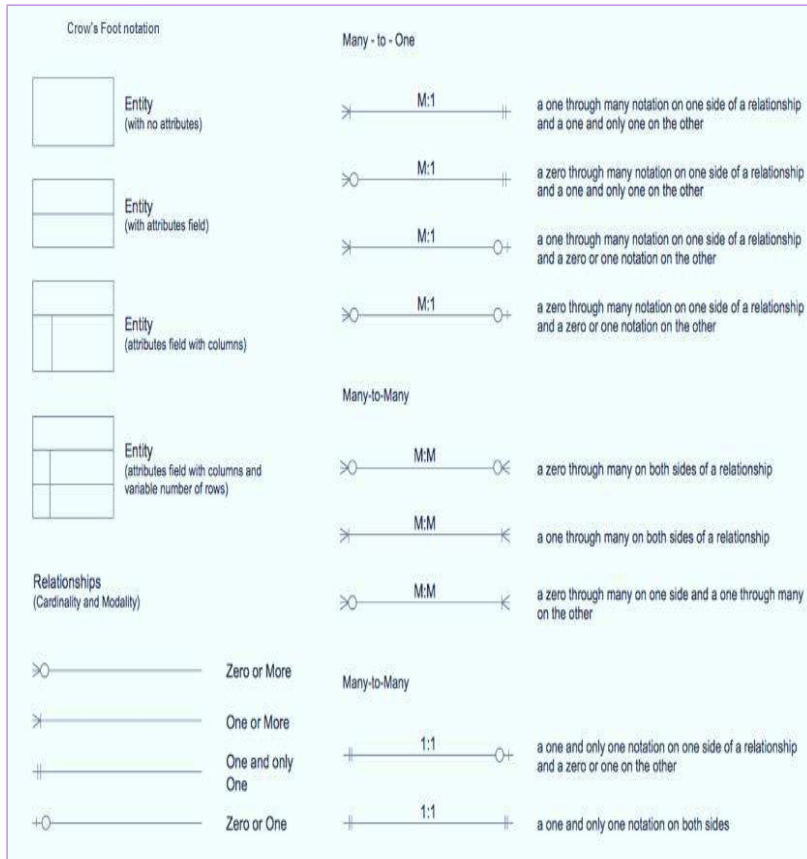 Crow's Foot notation
Entity
(with no attributes)
Entity
(with attributes field)
Entity
(attributes field with columns)
Entity
(attributes field with columns and
variable number of rows)
Relationships
(Cardinality and Modality)
Zero or More
One or More
One and only
One
Zero or One
Many - to - One
M:1
a one through many notation on one side of a relationship
and a one and only one on the other
M:1
a zero through many notation on one side of a relationship
and a one and only one on the other
M:1
a one through many notation on one side of a relationship
and a zero or one notation on the other
M:1
a zero through many notation on one side of a relationship
and a zero or one notation on the other
Many-to-Many
M:M
a zero through many on both sides of a relationship
M:M
a one through many on both sides of a relationship
M:M
a zero through many on one side and a one through many
on the other
Many-to-Many
1:1
a one and only one notation on one side of a relationship
and a zero or one on the other
1:1
a one and only one notation on both sides